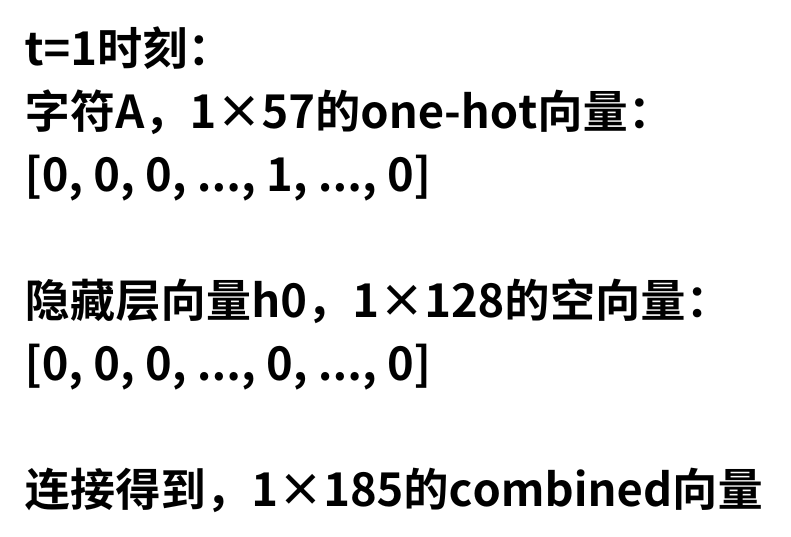 t=1时刻：
字符A，1×57的one-hot向量：
[0, 0, 0, ..., 1, ..., 0]
隐藏层向量h0，1×128的空向量：
[0, 0, 0, ..., 0, ..., 0]
连接得到，1×185的combined向量